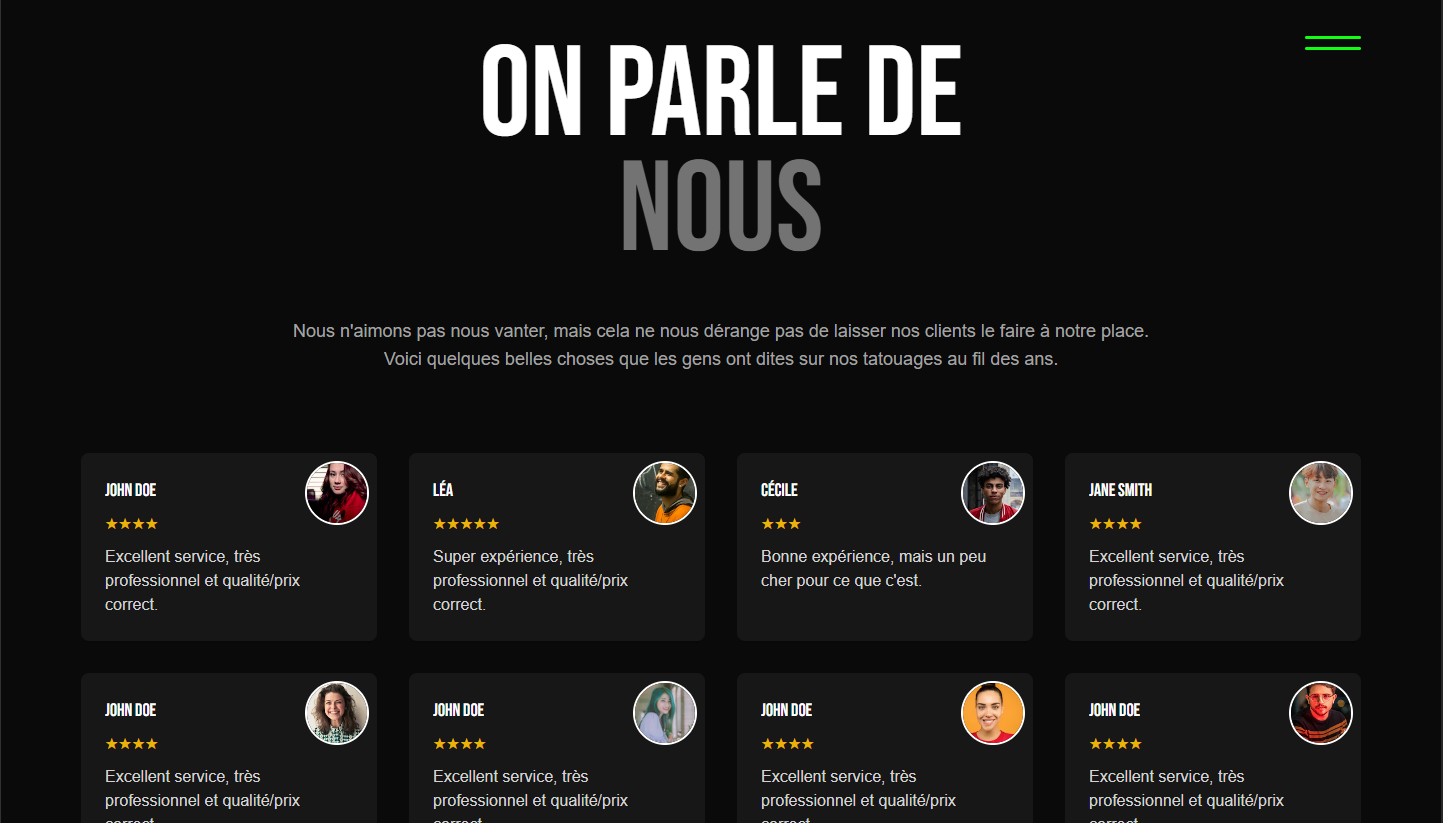 ON PARLE DE
NOUS
Nous n'aimons pas nous vanter, mais cela ne nous dérange pas de laisser nos clients le faire à notre place.
Voici quelques belles choses que les gens ont dites sur nos tatouages au fil des ans.
JOHN DOE
★★★★
Excellent service, très
professionnel et qualité/prix
correct.
LÉA
★★★★★
Super expérience, très
professionnel et qualité/prix
correct.
CÉCILE
★★★
Bonne expérience, mais un peu
cher pour ce que c'est.
JANE SMITH
★★★★
Excellent service, très
professionnel et qualité/prix
correct.
JOHN DOE
★★★★
Excellent service, très
professionnel et qualité/prix
JOHN DOE
★★★★
Excellent service, très
professionnel et qualité/prix
JOHN DOE
★★★★
Excellent service, très
professionnel et qualité/prix
JOHN DOE
★★★★
Excellent service, très
professionnel et qualité/prix